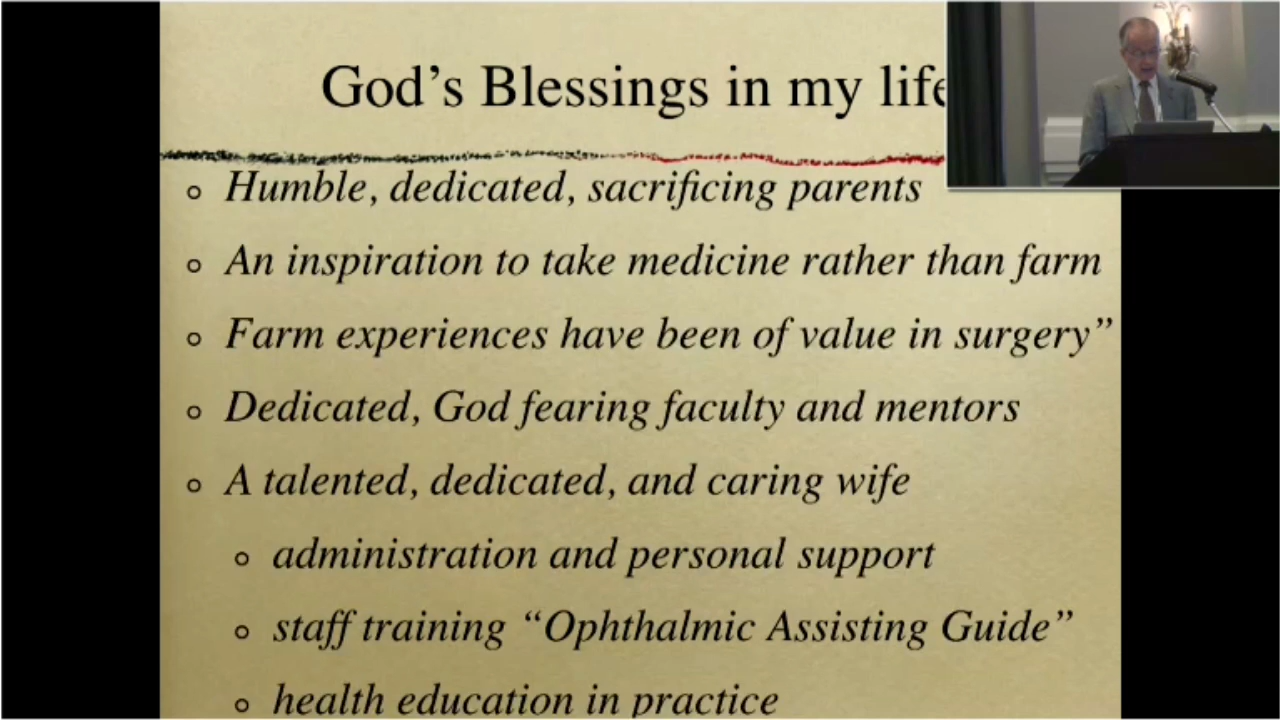 God’s Blessings in my life
Humble, dedicated, sacrificing parents
An inspiration to take medicine rather than farm
Farm experiences have been of value in surgery”
Dedicated, God fearing faculty and mentors
A talented, dedicated, and caring wife
administration and personal support
staff training “Ophthalmic Assisting Guide”
health education in practice